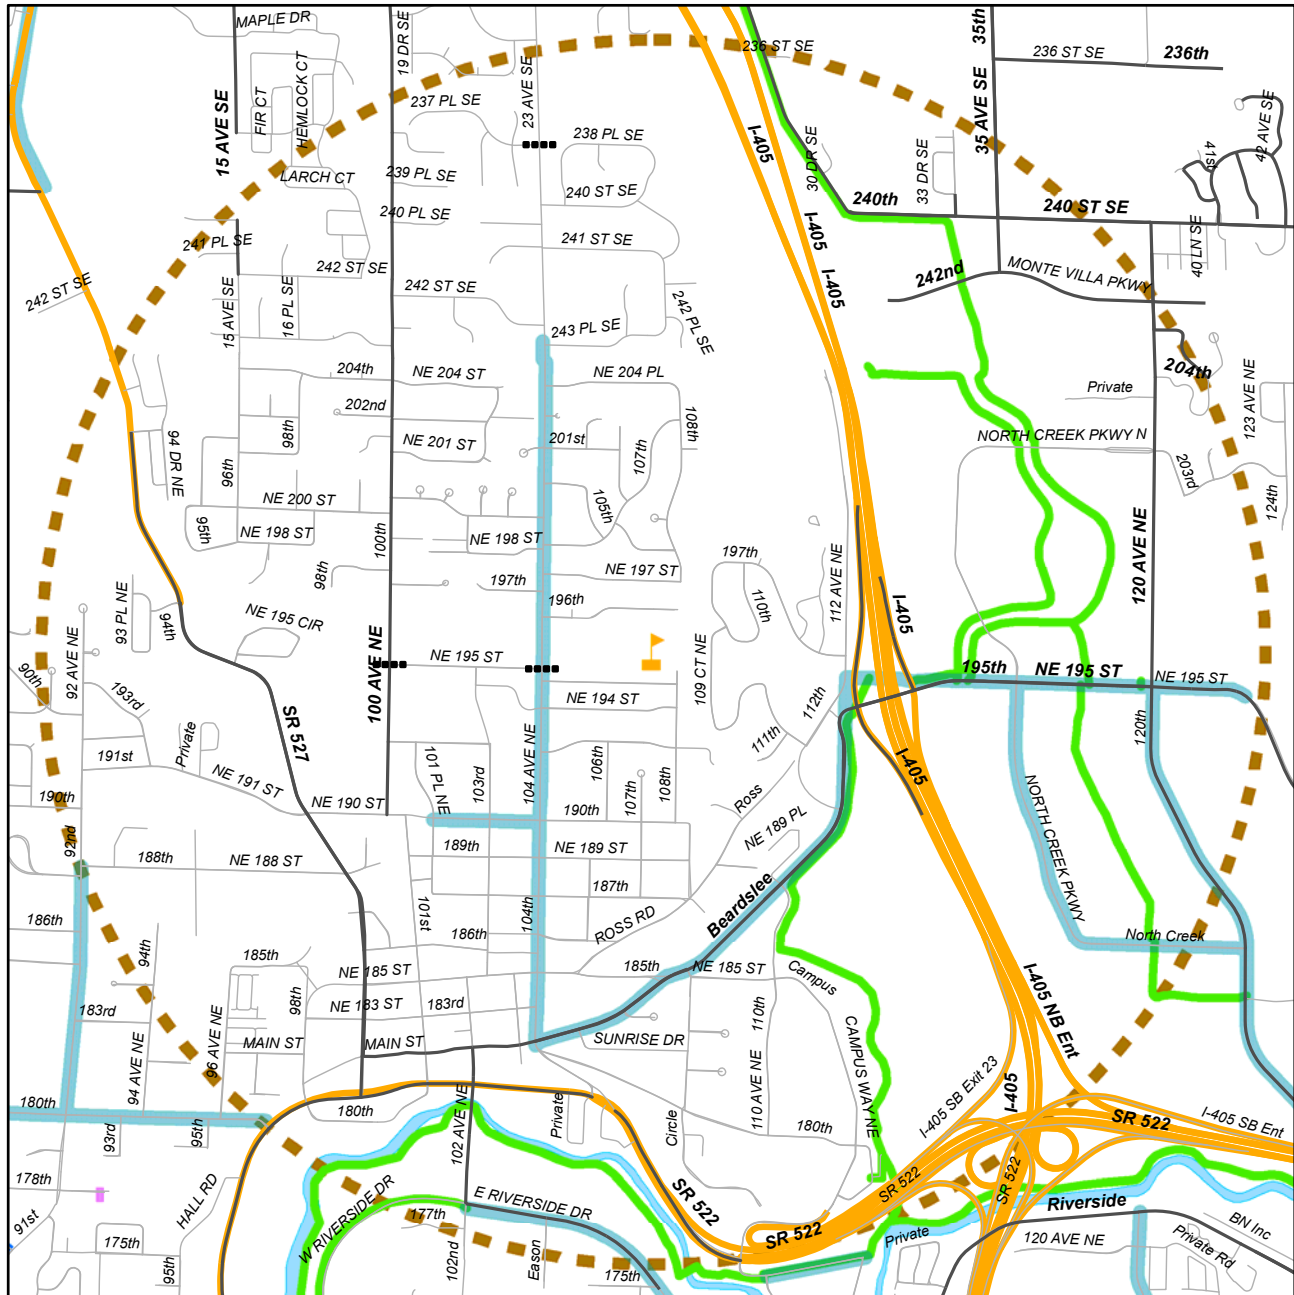 MAPLE DR
19 DR SE
35th
236 ST SE
236 ST SE
236th
15 AVE SE
FIR CT
HEMLOCK CT
237 PL SE
23 AVE SE
238 PL SE
I-405
30 DR SE
33 DR SE
35 AVE SE
41st
42 AVE SE
LARCH CT
239 PL SE
240 ST SE
240th
240 ST SE
240 PL SE
241 PL SE
241 ST SE
I-405
40 LN SE
242 ST SE
242 ST SE
242 ST SE
I-405
242nd
MONTE VILLA PKWY
15 AVE SE
16 PL SE
243 PL SE
242 PL SE
204th
NE 204 ST
NE 204 PL
204th
Private
123 AVE NE
202nd
98th
NE 201 ST
201st
107th
108th
NORTH CREEK PKWY N
94 DR NE
96th
203rd
124th
NE 200 ST
105th
95th
NE 198 ST
100th
NE 198 ST
98th
197th
NE 197 ST
197th
112 AVE NE
120 AVE NE
93 PL NE
94th
NE 195 CIR
196th
110th
I-405
92 AVE NE
90th
100 AVE NE
NE 195 ST
109 CT NE
195th
NE 195 ST
NE 195 ST
193rd
NE 194 ST
112th
SR 527
Private
191st
NE 191 ST
101 PL NE
103rd
104 AVE NE
106th
107th
108th
111th
120th
I-405
190th
NE 190 ST
190th
Ross
NE 189 PL
NORTH CREEK PKWY
92nd
188th
NE 188 ST
189th
NE 189 ST
187th
Beardslee
186th
101st
104th
186th
ROSS RD
North Creek
94th
185th
NE 185 ST
185th
NE 185 ST
Campus
183rd
98th
NE 183 ST
183rd
110th
I-405 NB Ent
94 AVE NE
96 AVE NE
MAIN ST
MAIN ST
SUNRISE DR
CAMPUS WAY NE
180th
180th
102 AVE NE
Private
Circle
110 AVE NE
180th
I-405 SB Exit 23
I-405
SR 522
I-405 SB Ent
93rd
95th
178th
HALL RD
W RIVERSIDE DR
177th
E RIVERSIDE DR
SR 522
SR 522
SR 522
SR 522
Riverside
91st
175th
95th
102nd
Eason
175th
Private
120 AVE NE
Private Rd
BN Inc